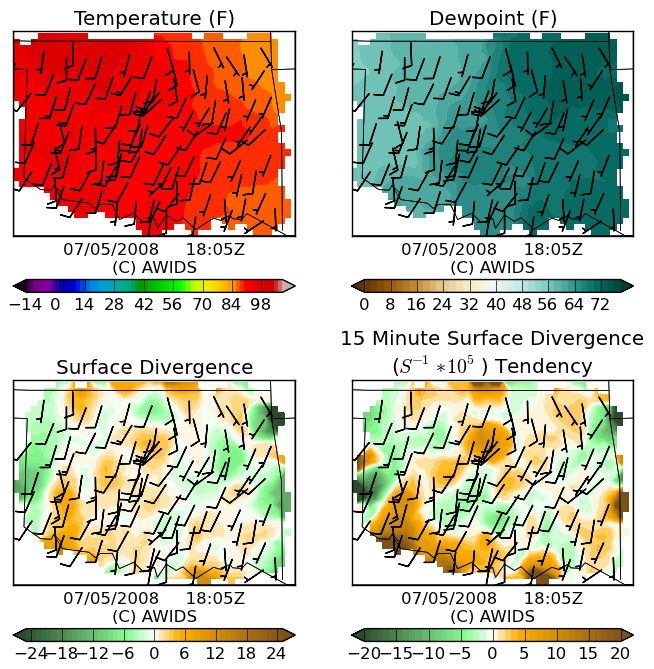 Temperature (F)
Dewpoint (F)
07/05/2008 18:05Z
(C) AWIDS
07/05/2008 18:05Z
(C) AWIDS
−14 0 14 28 42 56 70 84 98
0 8 16 24 32 40 48 56 64 72
Surface Divergence
15 Minute Surface Divergence
(S⁻¹ *10⁵ ) Tendency
07/05/2008 18:05Z
(C) AWIDS
07/05/2008 18:05Z
(C) AWIDS
−24 −18 −12 −6 0 6 12 18 24
−20 −15 −10 −5 0 5 10 15 20